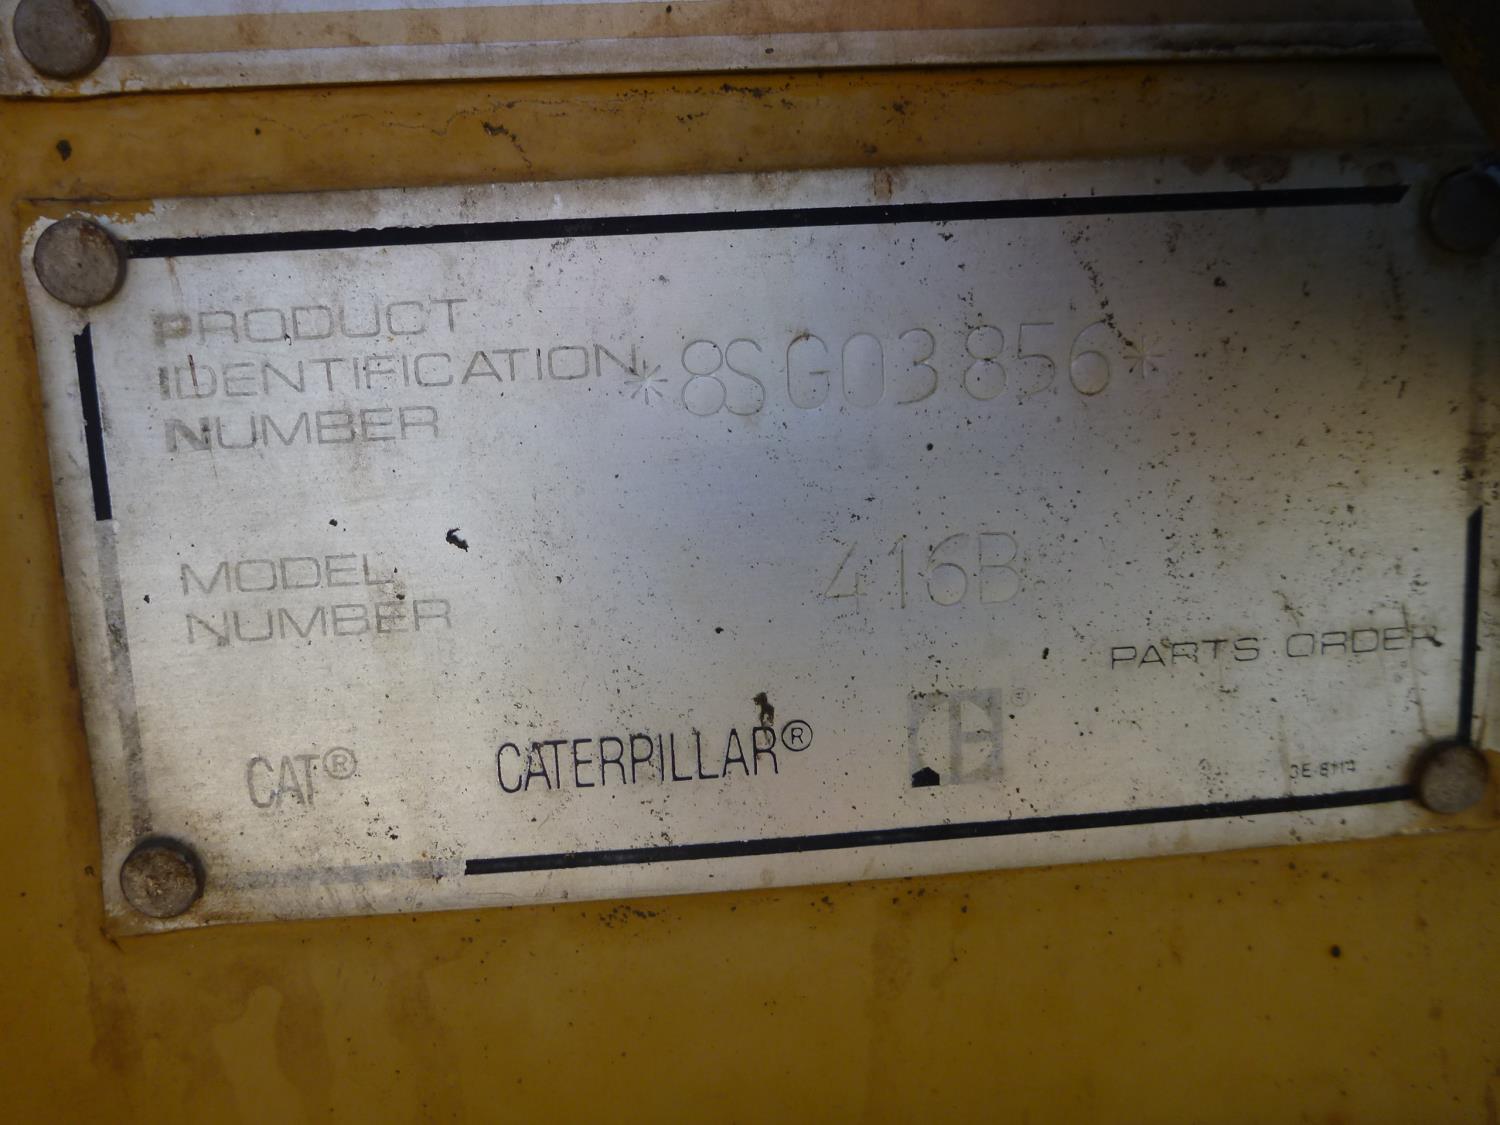 PRODUCT
IDENTIFICATION
NUMBER
*8SG03856*
MODEL
NUMBER
416B
PARTS ORDER
CAT®
CATERPILLAR®
®